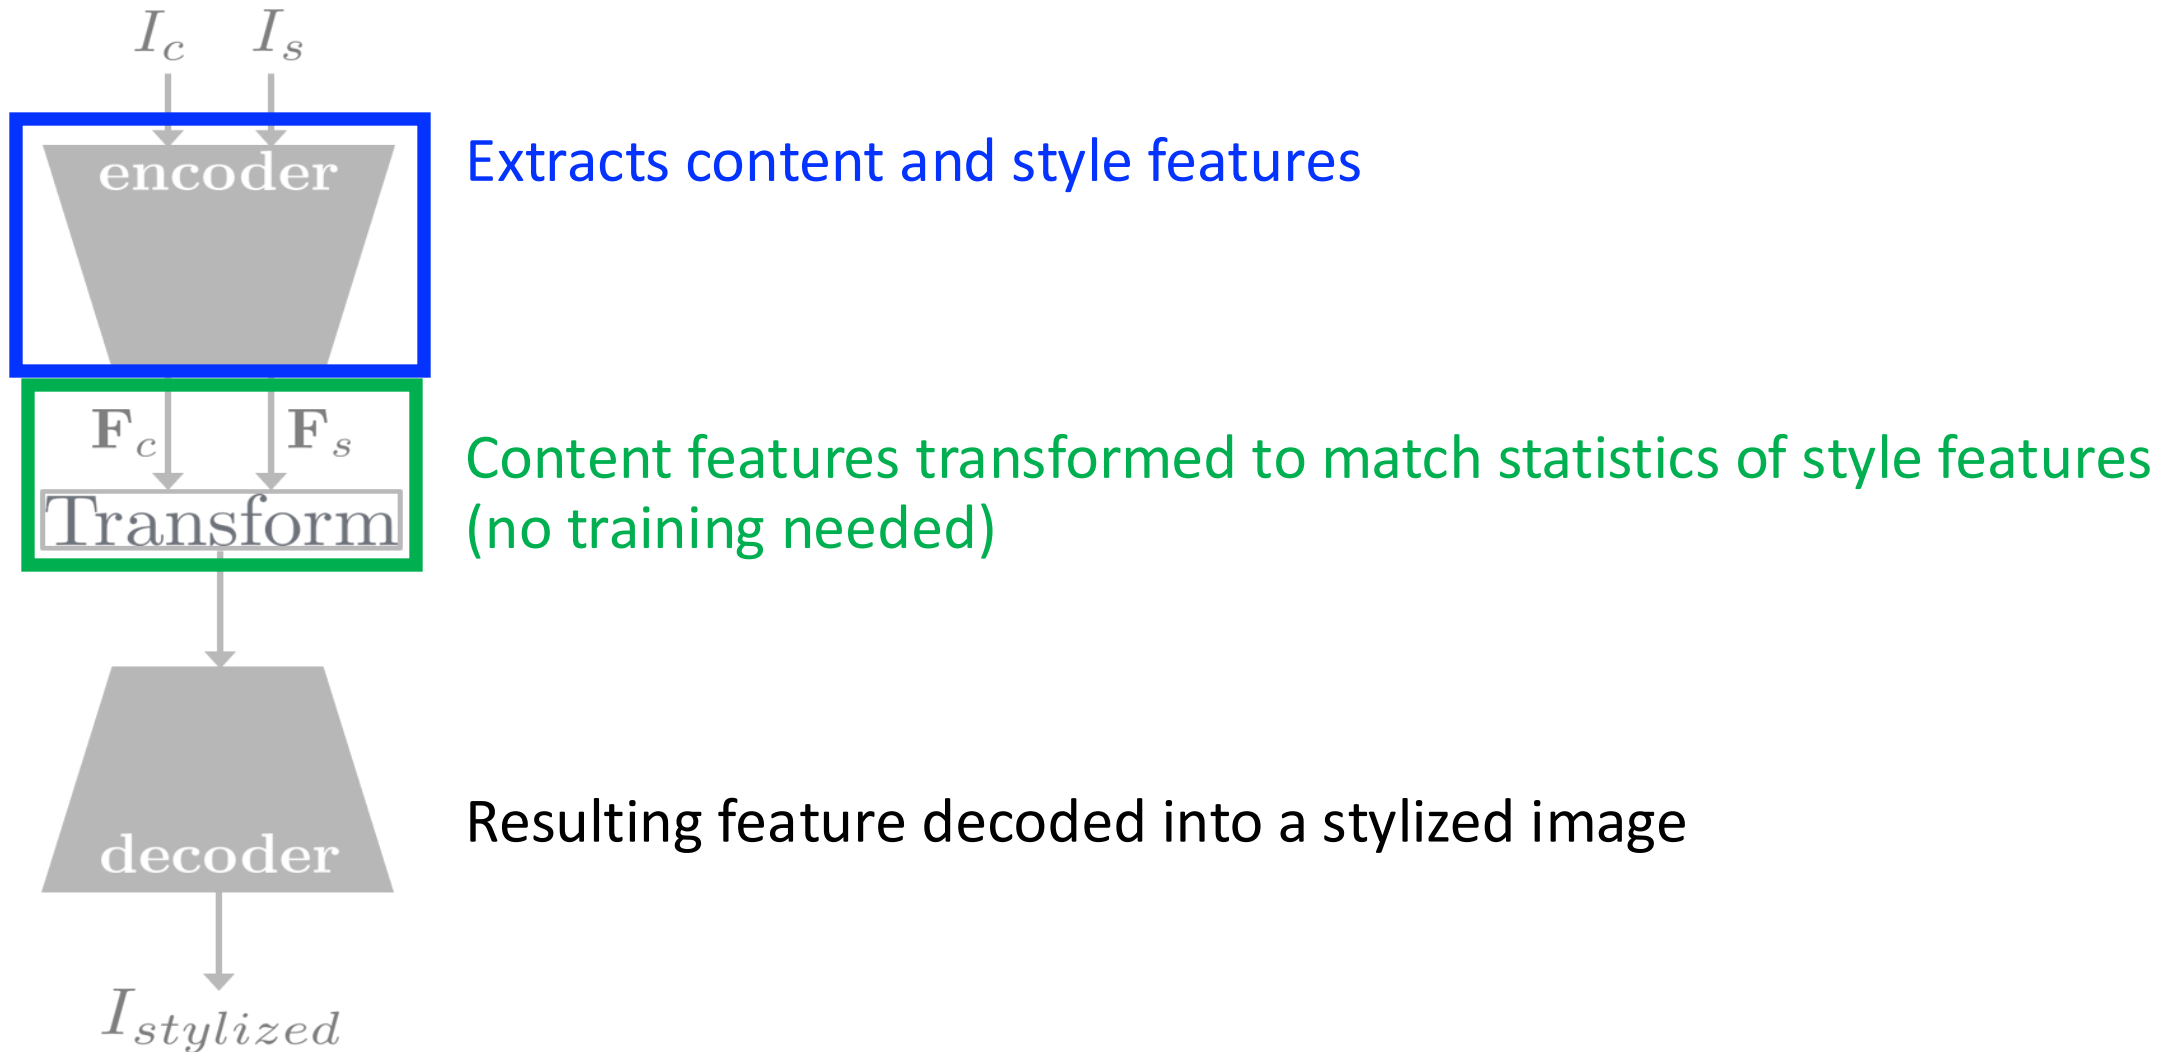 I_c I_s
encoder
Extracts content and style features
F_c F_s
Transform
Content features transformed to match statistics of style features
(no training needed)
decoder
Resulting feature decoded into a stylized image
I_stylized